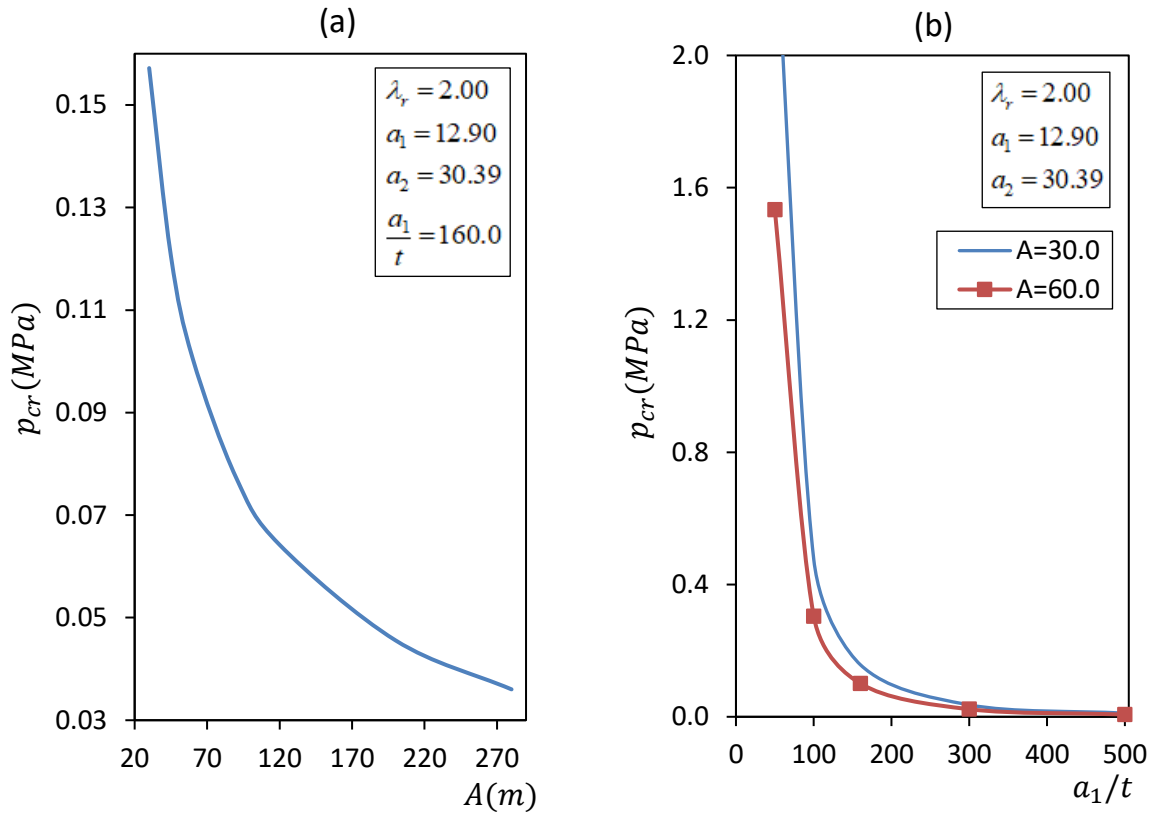 (a)
0.15
0.13
0.11
0.09
0.07
0.05
0.03
p_cr(MPa)
λ_r = 2.00
a_1 = 12.90
a_2 = 30.39
a_1/t = 160.0
20 70 120 170 220 270
A(m)
(b)
2.0
1.6
1.2
0.8
0.4
0.0
p_cr(MPa)
λ_r = 2.00
a_1 = 12.90
a_2 = 30.39
A=30.0
A=60.0
0 100 200 300 400 500
a_1/t